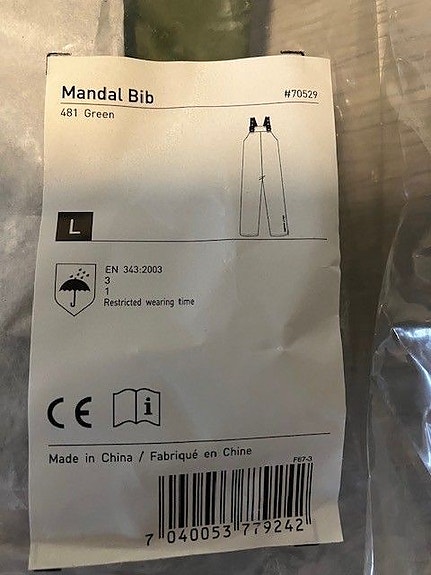 Mandal Bib #70529
481 Green
L
EN 343:2003
3
1
Restricted wearing time
CE
i
Made in China / Fabriqué en Chine F67-3
7 040053 779242